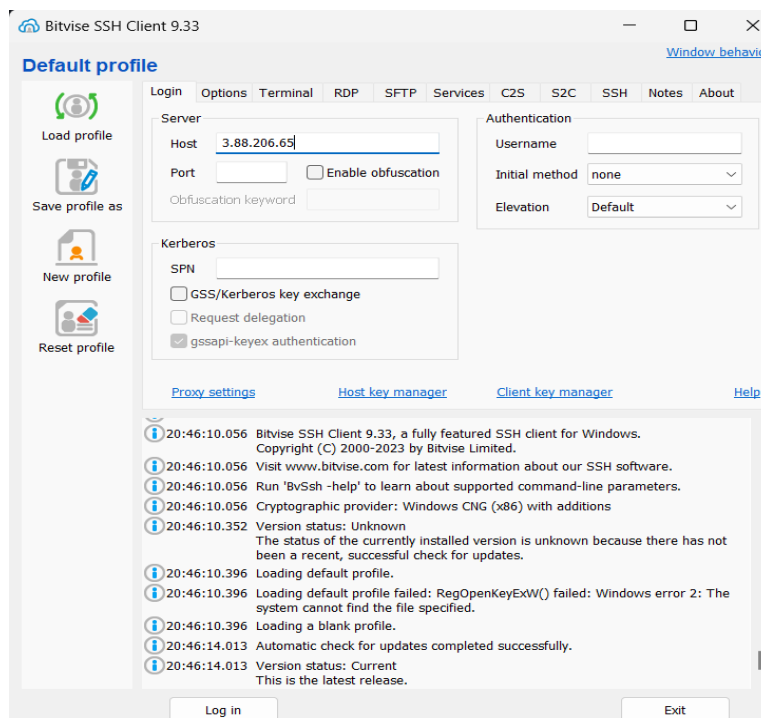 Bitvise SSH Client 9.33
Window behavio
Default profile
Login Options Terminal RDP SFTP Services C2S S2C SSH Notes About
Load profile
Save profile as
New profile
Reset profile
Server
Host 3.88.206.65
Port Enable obfuscation
Obfuscation keyword
Authentication
Username
Initial method none
Elevation Default
Kerberos
SPN
GSS/Kerberos key exchange
Request delegation
gssapi-keyex authentication
Proxy settings Host key manager Client key manager Help
20:46:10.056 Bitvise SSH Client 9.33, a fully featured SSH client for Windows.
Copyright (C) 2000-2023 by Bitvise Limited.
20:46:10.056 Visit www.bitvise.com for latest information about our SSH software.
20:46:10.056 Run 'BvSsh -help' to learn about supported command-line parameters.
20:46:10.056 Cryptographic provider: Windows CNG (x86) with additions
20:46:10.352 Version status: Unknown
The status of the currently installed version is unknown because there has not
been a recent, successful check for updates.
20:46:10.396 Loading default profile.
20:46:10.396 Loading default profile failed: RegOpenKeyExW() failed: Windows error 2: The
system cannot find the file specified.
20:46:10.396 Loading a blank profile.
20:46:14.013 Automatic check for updates completed successfully.
20:46:14.013 Version status: Current
This is the latest release.
Log in Exit